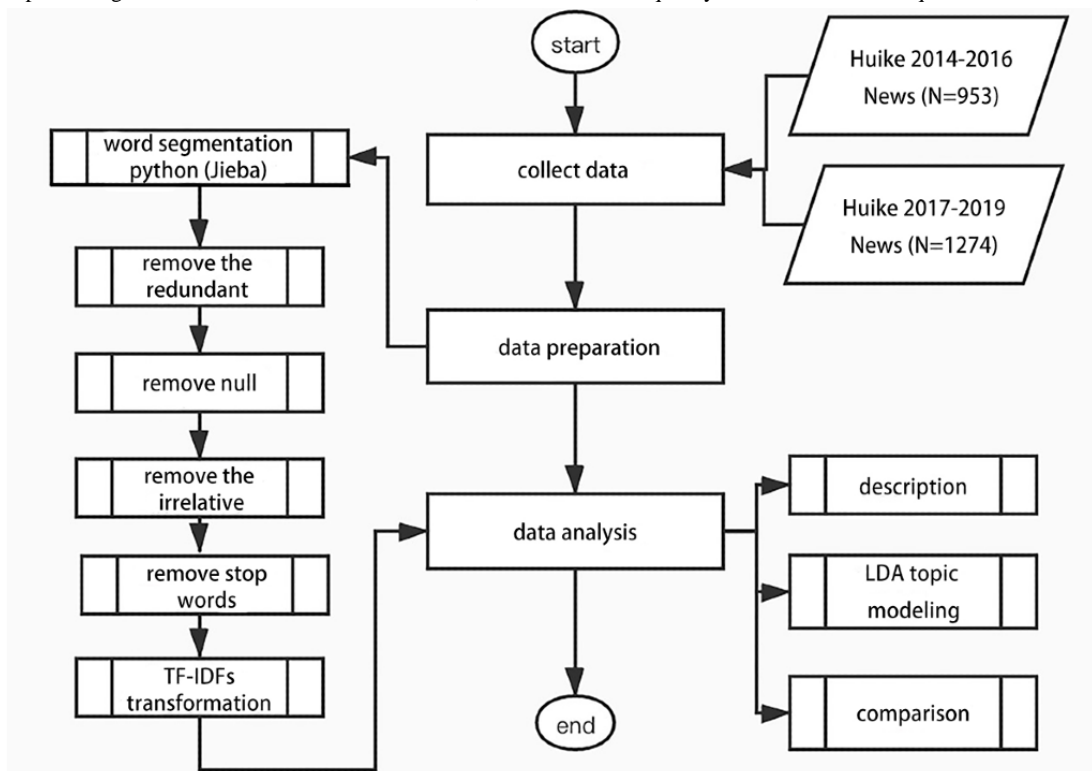 start
Huike 2014-2016
News (N=953)
word segmentation
python (Jieba)
collect data
Huike 2017-2019
News (N=1274)
remove the
redundant
data preparation
remove null
remove the
irrelative
data analysis
description
remove stop
words
LDA topic
modeling
TF-IDFs
transformation
comparison
end